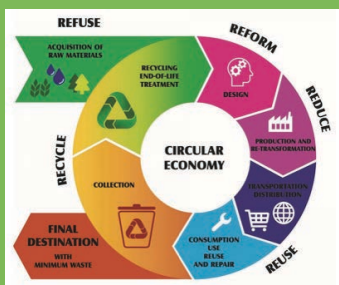 REFUSE
ACQUISITION OF
RAW MATERIALS
RECYCLING
END-OF-LIFE
TREATMENT
REFORM
DESIGN
REDUCE
PRODUCTION AND
RE-TRANSFORMATION
TRANSPORTATION
DISTRIBUTION
REUSE
CONSUMPTION
USE
REUSE
AND REPAIR
COLLECTION
RECYCLE
CIRCULAR
ECONOMY
FINAL
DESTINATION
WITH
MINIMUM WASTE